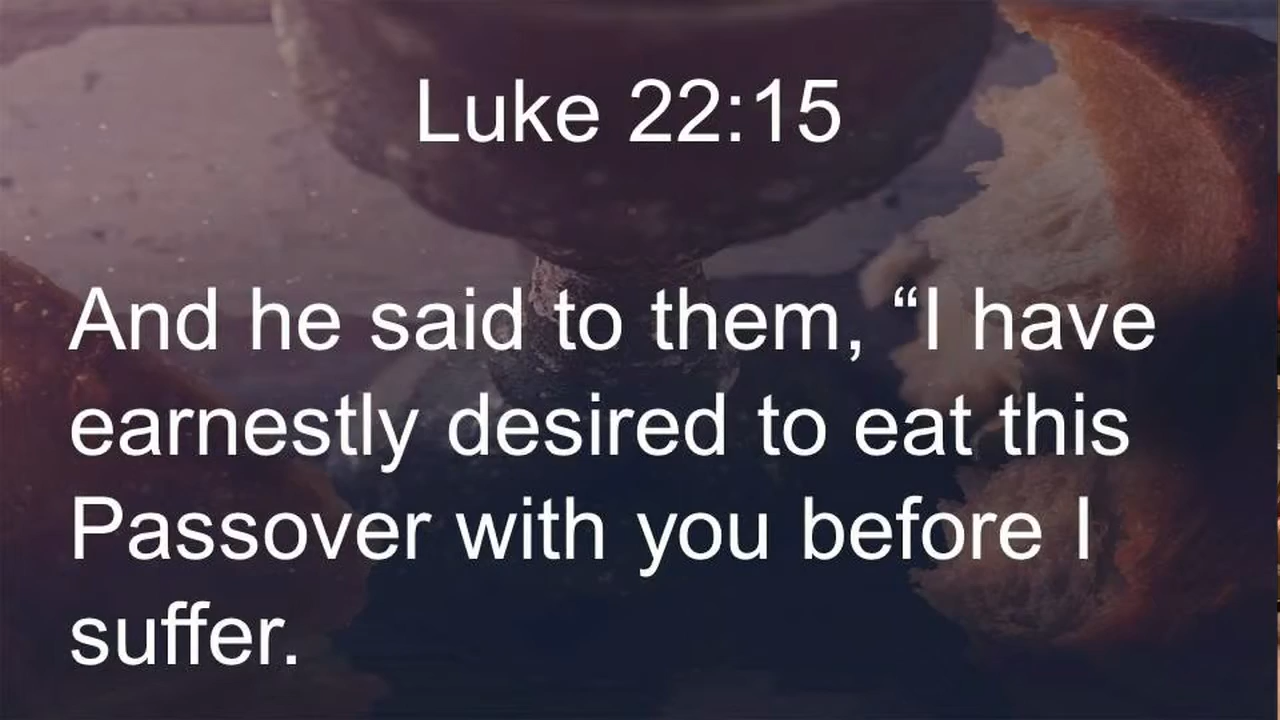 Luke 22:15
And he said to them, “I have
earnestly desired to eat this
Passover with you before I
suffer.